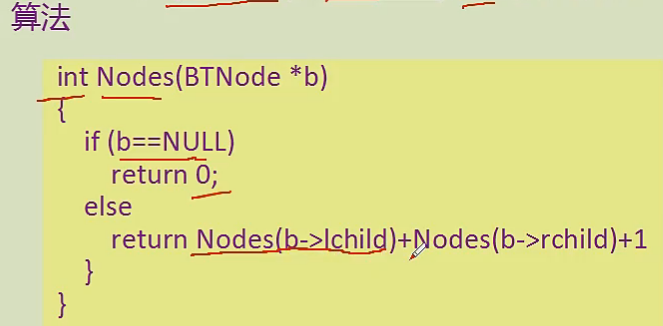 算法
int Nodes(BTNode *b)
{
if (b==NULL)
return 0;
else
return Nodes(b->lchild)+Nodes(b->rchild)+1
}
}